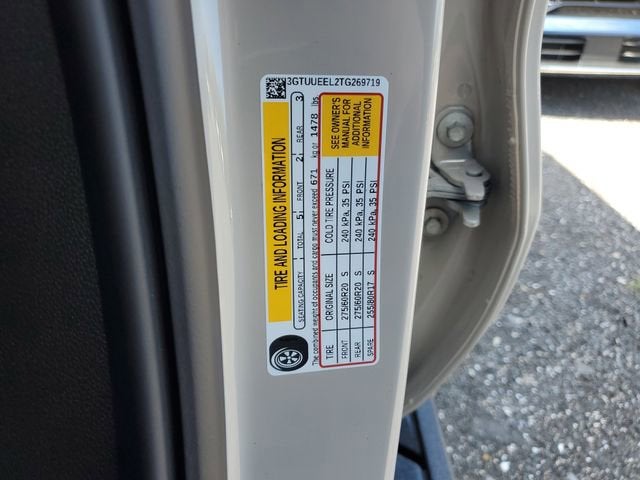 3GTUUEEL2TG269719
TIRE AND LOADING INFORMATION
SEATING CAPACITY TOTAL 5 FRONT 2 REAR 3
The combined weight of occupants and cargo must never exceed 671 kg or 1478 lbs
TIRE ORIGINAL SIZE COLD TIRE PRESSURE
FRONT 275/60R20 S 240 kPa, 35 PSI
REAR 275/60R20 S 240 kPa, 35 PSI
SPARE 255/80R17 S 240 kPa, 35 PSI
SEE OWNER'S
MANUAL FOR
ADDITIONAL
INFORMATION